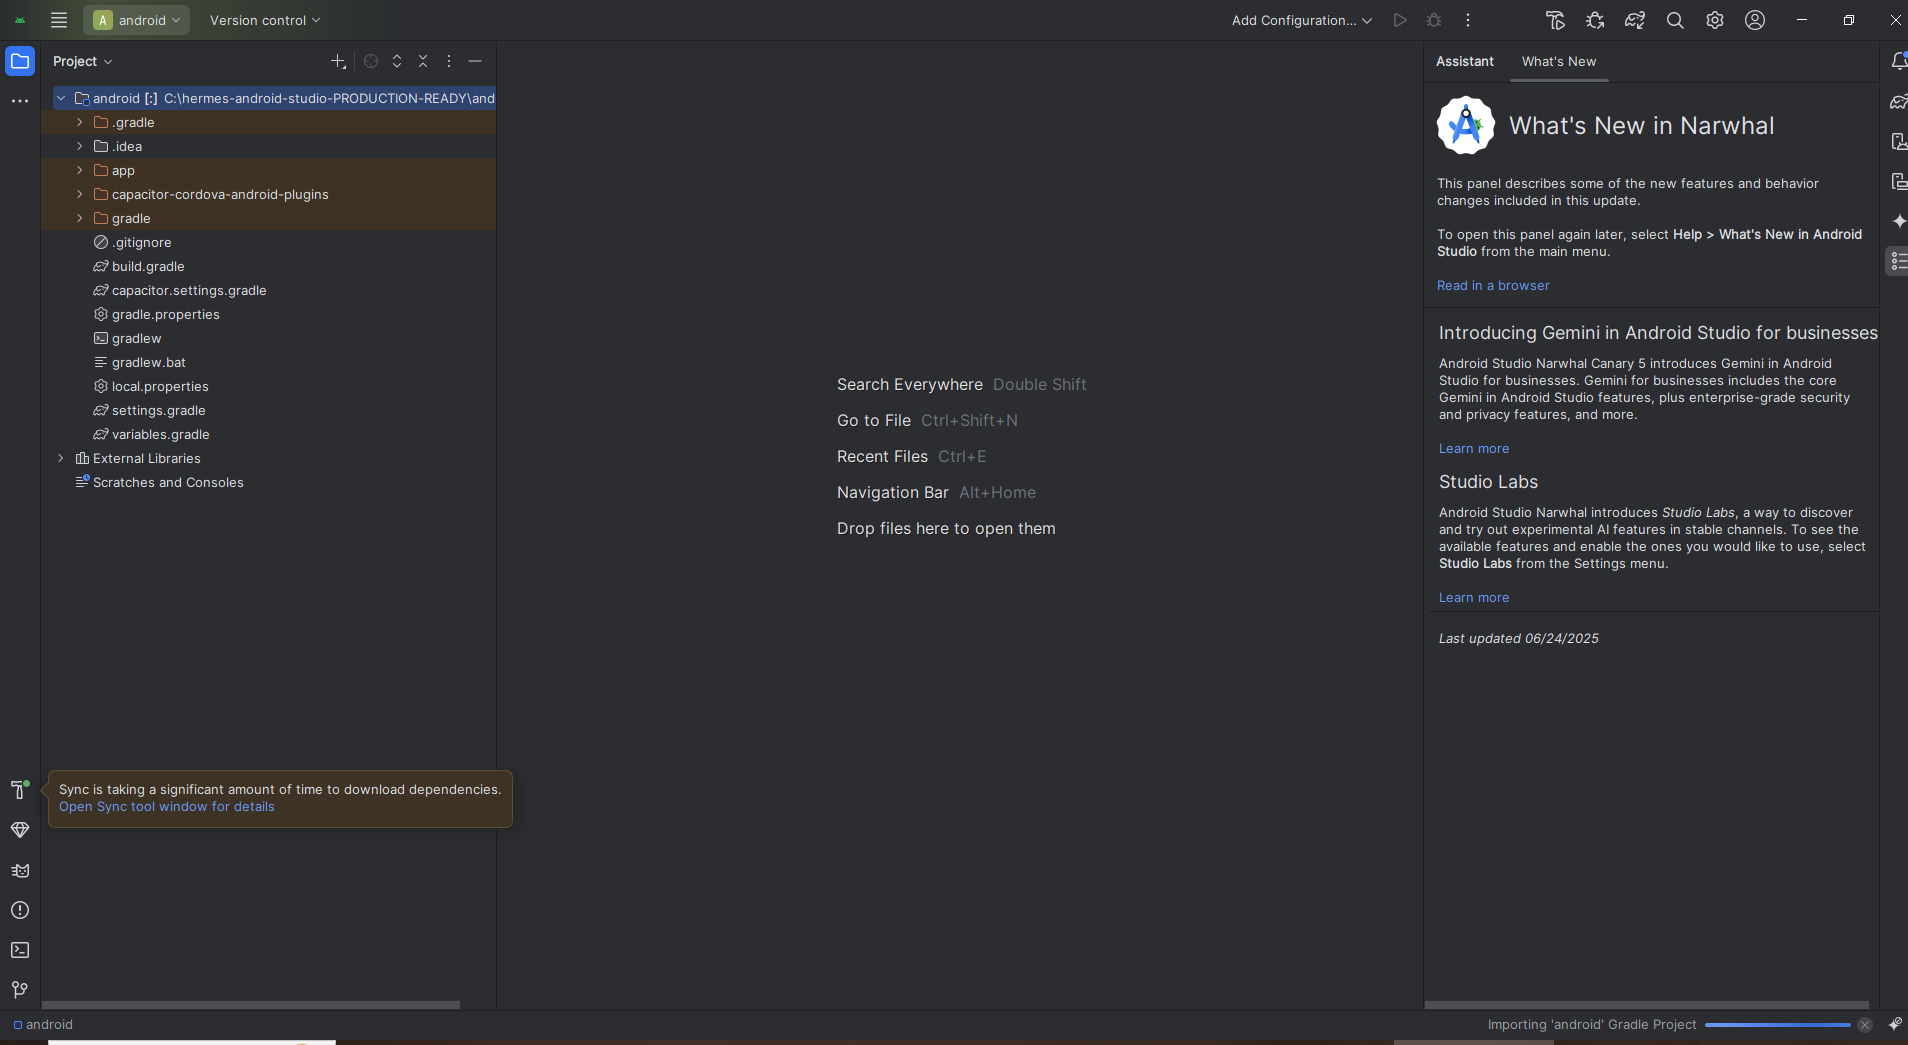 A android
Version control
Add Configuration...
Project
android [:] C:\hermes-android-studio-PRODUCTION-READY\and
.gradle
.idea
app
capacitor-cordova-android-plugins
gradle
.gitignore
build.gradle
capacitor.settings.gradle
gradle.properties
gradlew
gradlew.bat
local.properties
settings.gradle
variables.gradle
External Libraries
Scratches and Consoles
Sync is taking a significant amount of time to download dependencies.
Open Sync tool window for details
Search Everywhere Double Shift
Go to File Ctrl+Shift+N
Recent Files Ctrl+E
Navigation Bar Alt+Home
Drop files here to open them
Assistant
What's New
What's New in Narwhal
This panel describes some of the new features and behavior
changes included in this update.
To open this panel again later, select Help > What's New in Android
Studio from the main menu.
Read in a browser
Introducing Gemini in Android Studio for businesses
Android Studio Narwhal Canary 5 introduces Gemini in Android
Studio for businesses. Gemini for businesses includes the core
Gemini in Android Studio features, plus enterprise-grade security
and privacy features, and more.
Learn more
Studio Labs
Android Studio Narwhal introduces Studio Labs, a way to discover
and try out experimental AI features in stable channels. To see the
available features and enable the ones you would like to use, select
Studio Labs from the Settings menu.
Learn more
Last updated 06/24/2025
android
Importing 'android' Gradle Project